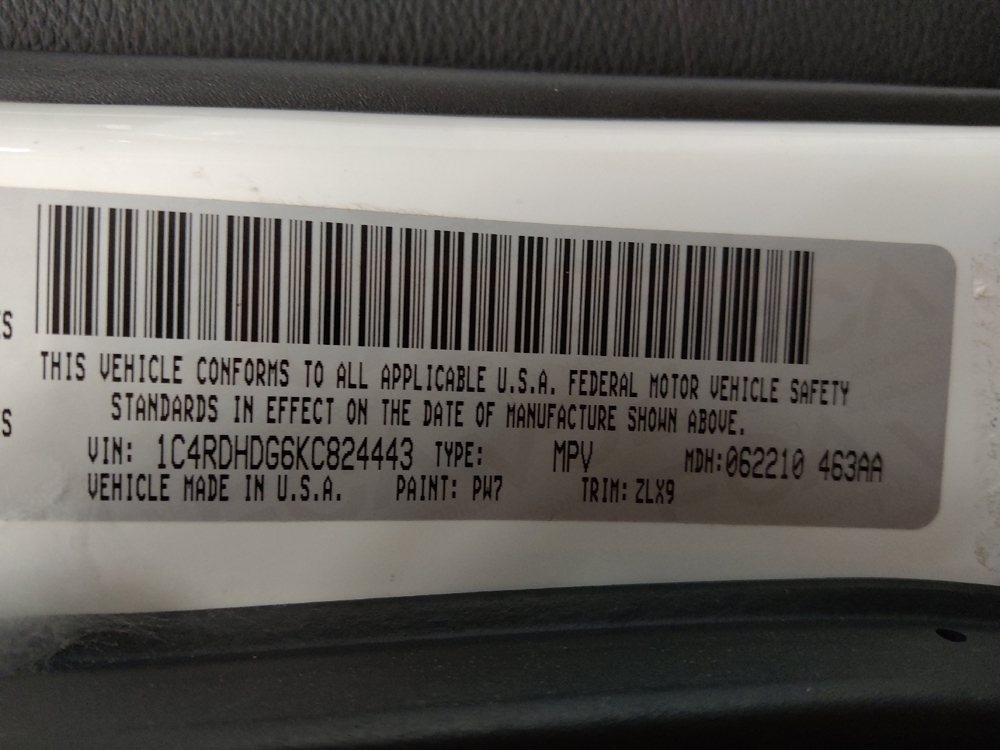 THIS VEHICLE CONFORMS TO ALL APPLICABLE U.S.A. FEDERAL MOTOR VEHICLE SAFETY
STANDARDS IN EFFECT ON THE DATE OF MANUFACTURE SHOWN ABOVE.
VIN: 1C4RDHDG6KC824443 TYPE: MPV MDH:062210 463AA
VEHICLE MADE IN U.S.A. PAINT: PW7 TRIM: ZLX9